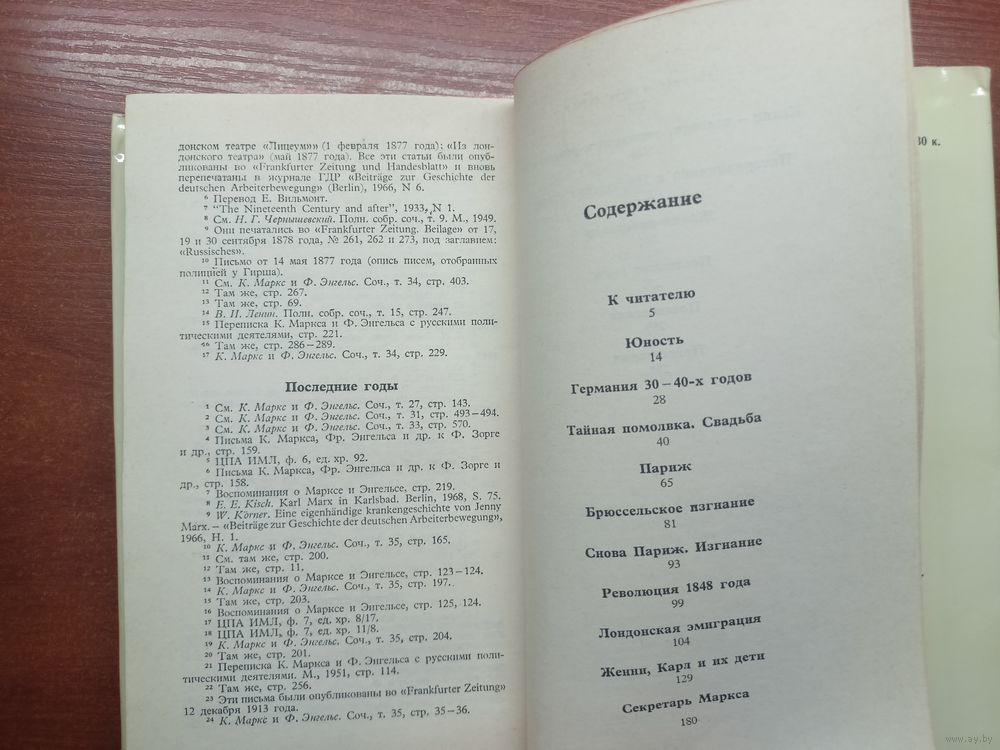 донском театре «Лицеум»» (1 февраля 1877 года); «Из лон-
донского театра» (май 1877 года). Все эти статьи были опуб-
ликованы во «Frankfurter Zeitung und Handesblatt» и вновь
перепечатаны в журнале ГДР «Beiträge zur Geschichte der
deutschen Arbeiterbewegung» (Berlin), 1966, N 6.
6 Перевод Е. Вильмонт.
7 “The Nineteenth Century and after”, 1933, N 1.
8 См. Н. Г. Чернышевский. Полн. собр. соч., т. 9. М., 1949.
9 Они печатались во «Frankfurter Zeitung. Beilage» от 17,
19 и 30 сентября 1878 года, № 261, 262 и 273, под заглавием:
«Russisches».
10 Письмо от 14 мая 1877 года (опись писем, отобранных
полицией у Гирша).
11 См. К. Маркс и Ф. Энгельс. Соч., т. 34, стр. 403.
12 Там же, стр. 267.
13 Там же, стр. 69.
14 В. И. Ленин. Полн. собр. соч., т. 15, стр. 247.
15 Переписка К. Маркса и Ф. Энгельса с русскими поли-
тическими деятелями, стр. 221.
16 Там же, стр. 286—289.
17 К. Маркс и Ф. Энгельс. Соч., т. 34, стр. 229.
Последние годы
1 См. К. Маркс и Ф. Энгельс. Соч., т. 27, стр. 143.
2 См. К. Маркс и Ф. Энгельс. Соч., т. 31, стр. 493—494.
3 См. К. Маркс и Ф. Энгельс. Соч., т. 33, стр. 570.
4 Письма К. Маркса, Фр. Энгельса и др. к Ф. Зорге
и др., стр. 159.
5 ЦПА ИМЛ, ф. 6, ед. хр. 92.
6 Письма К. Маркса, Фр. Энгельса и др. к Ф. Зорге и
др., стр. 158.
7 Воспоминания о Марксе и Энгельсе, стр. 219.
8 E. E. Kisch. Karl Marx in Karlsbad. Berlin, 1968, S. 75.
9 W. Körner. Eine eigenhändige krankengeschichte von Jenny
Marx. — «Beiträge zur Geschichte der deutschen Arbeiterbewegung»,
1966, H. 1.
10 К. Маркс и Ф. Энгельс. Соч., т. 35, стр. 165.
11 См. там же, стр. 200.
12 Там же, стр. 11.
13 Воспоминания о Марксе и Энгельсе, стр. 123—124.
14 К. Маркс и Ф. Энгельс. Соч., т. 35, стр. 197.
15 Там же, стр. 203.
16 Воспоминания о Марксе и Энгельсе, стр. 125, 124.
17 ЦПА ИМЛ, ф. 7, ед. хр. 8/17.
18 ЦПА ИМЛ, ф. 7, ед. хр. 11/8.
19 К. Маркс и Ф. Энгельс. Соч., т. 35, стр. 204.
20 Там же, стр. 201.
21 Переписка К. Маркса и Ф. Энгельса с русскими поли-
тическими деятелями. М., 1951, стр. 114.
22 Там же, стр. 256.
23 Эти письма были опубликованы во «Frankfurter Zeitung»
12 декабря 1913 года.
24 К. Маркс и Ф. Энгельс. Соч., т. 35, стр. 35—36.
Содержание
К читателю
5
Юность
14
Германия 30—40-х годов
28
Тайная помолвка. Свадьба
40
Париж
65
Брюссельское изгнание
81
Снова Париж. Изгнание
93
Революция 1848 года
99
Лондонская эмиграция
104
Женни, Карл и их дети
129
Секретарь Маркса
180
80 к.
www.ay.by